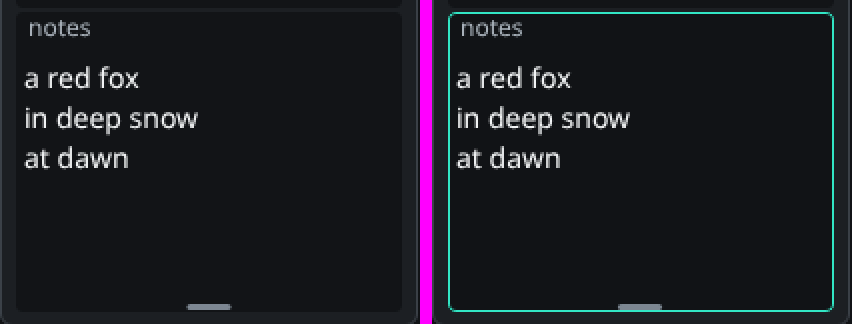 notes
a red fox
in deep snow
at dawn
notes
a red fox
in deep snow
at dawn